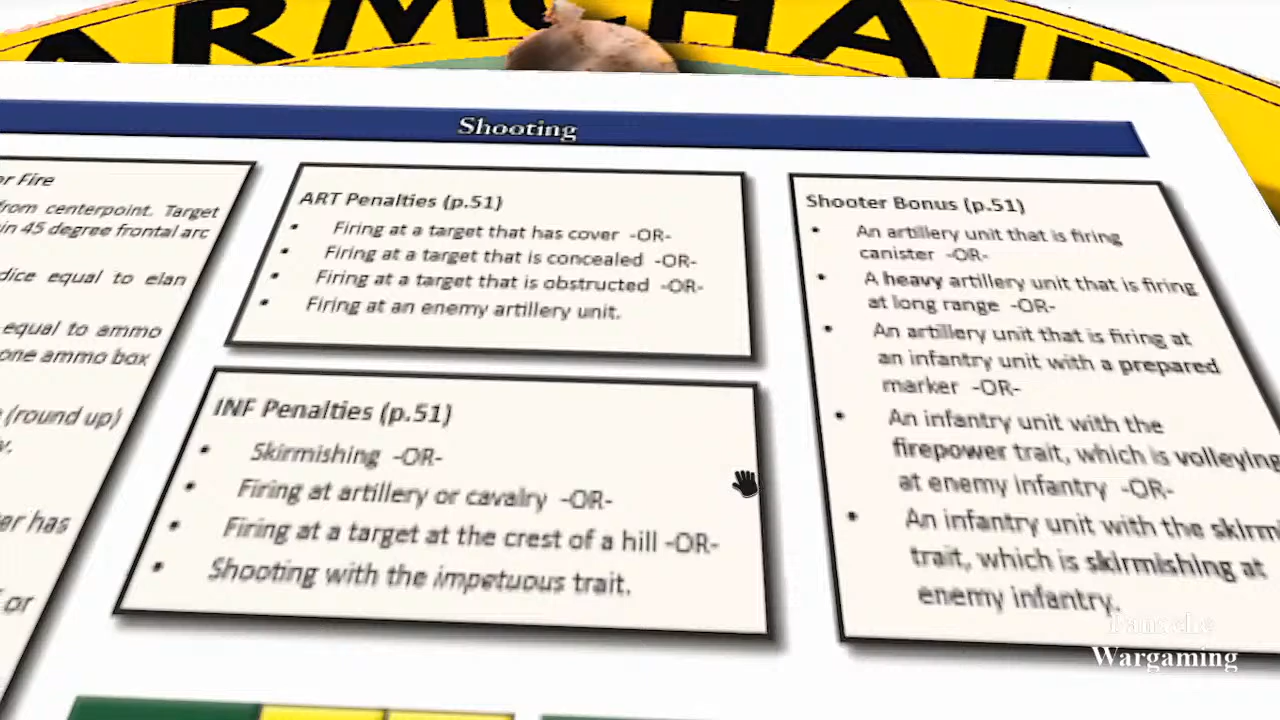 ARMCHAIR
Shooting
or Fire
from centerpoint. Target
in 45 degree frontal arc
dice equal to elan
equal to ammo
one ammo box
(round up)
er has
or
ART Penalties (p.51)
• Firing at a target that has cover -OR-
• Firing at a target that is concealed -OR-
• Firing at a target that is obstructed -OR-
• Firing at an enemy artillery unit.
INF Penalties (p.51)
• Skirmishing -OR-
• Firing at artillery or cavalry -OR-
• Firing at a target at the crest of a hill -OR-
• Shooting with the impetuous trait.
Shooter Bonus (p.51)
• An artillery unit that is firing
canister -OR-
• A heavy artillery unit that is firing
at long range -OR-
• An artillery unit that is firing at
an infantry unit with a prepared
marker -OR-
• An infantry unit with the
firepower trait, which is volleying
at enemy infantry -OR-
• An infantry unit with the skirm
trait, which is skirmishing at
enemy infantry.
Wargaming